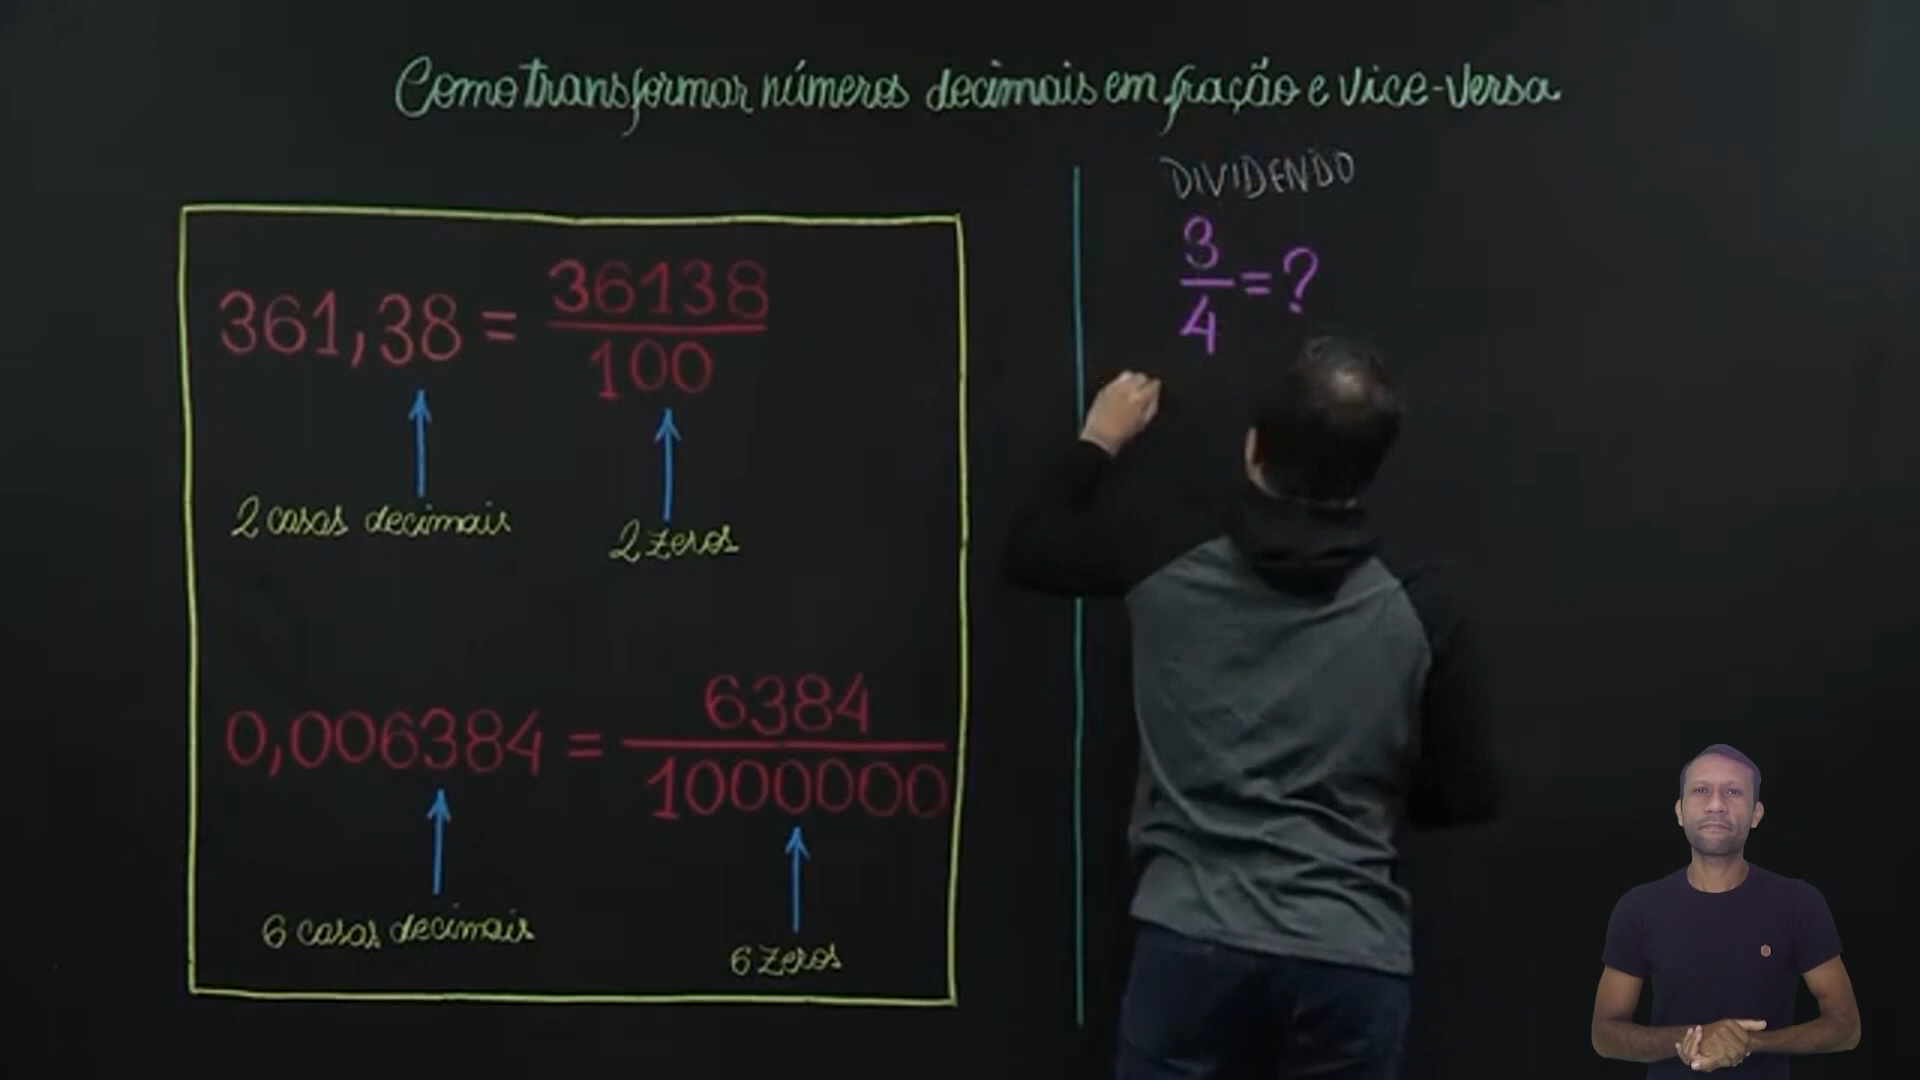 Como transformar números decimais em fração e vice-versa
361,38 = 36138/100
2 casas decimais
2 zeros
0,006384 = 6384/1000000
6 casas decimais
6 zeros
DIVIDENDO
3/4 = ?